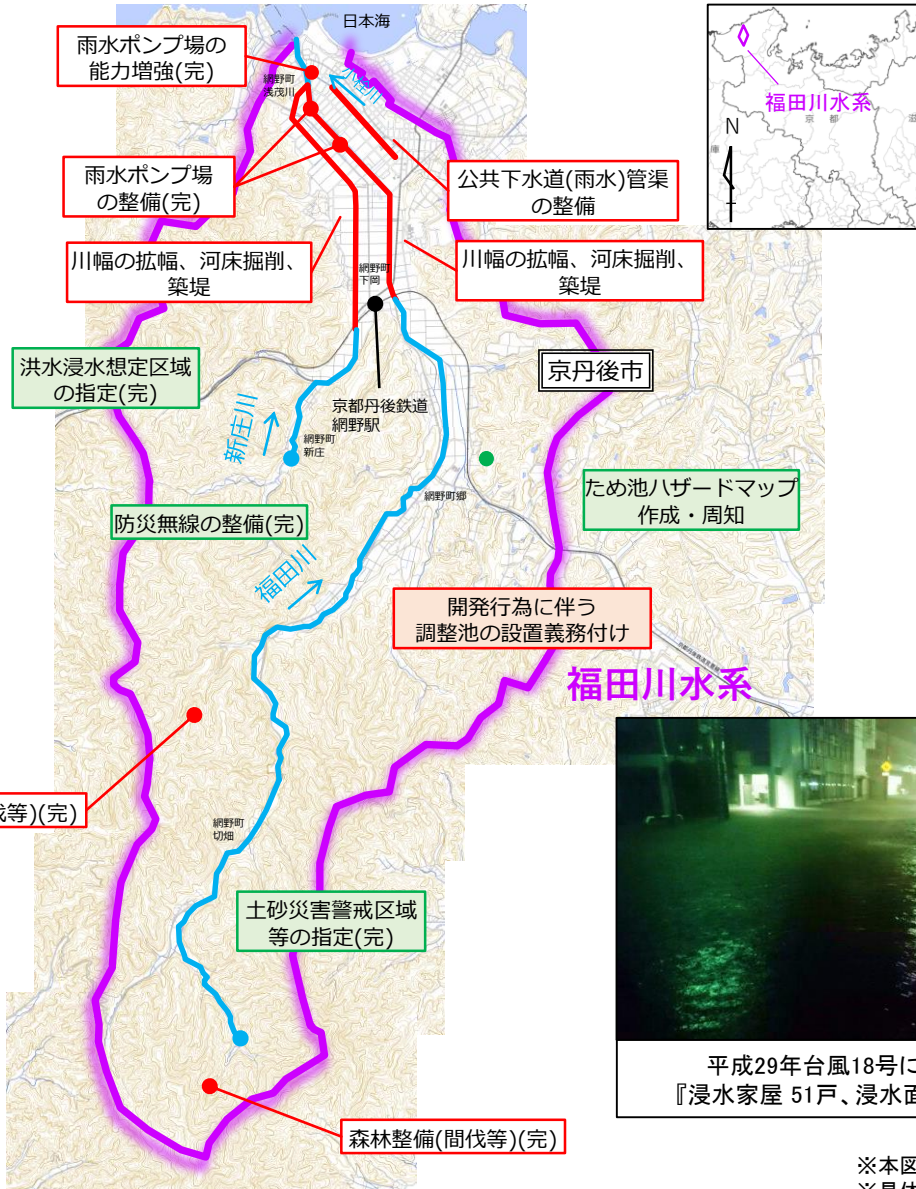 日本海
雨水ポンプ場の
能力増強(完)
網野町
浅茂川
福田川水系
京都
兵庫
滋
N
雨水ポンプ場
の整備(完)
公共下水道(雨水)管渠
の整備
川幅の拡幅、河床掘削、
築堤
川幅の拡幅、河床掘削、
築堤
網野町
下岡
洪水浸水想定区域
の指定(完)
京丹後市
新庄川
京都丹後鉄道
網野駅
網野町
新庄
ため池ハザードマップ
作成・周知
網野町郷
防災無線の整備(完)
福田川
開発行為に伴う
調整池の設置義務付け
福田川水系
伐等)(完)
網野町
切畑
土砂災害警戒区域
等の指定(完)
森林整備(間伐等)(完)
平成29年台風18号に
『浸水家屋 51戸、浸水面
※本図
※具体